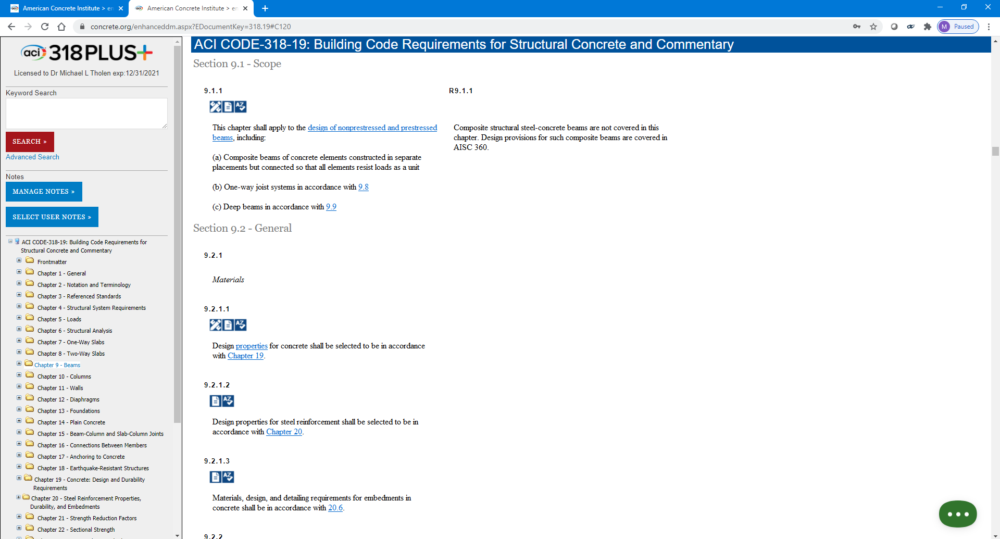 American Concrete Institute > en
American Concrete Institute > en
concrete.org/enhanceddm.aspx?EDocumentKey=318.19#C120
M Paused
aci 318PLUS+
Licensed to Dr Michael L Tholen exp:12/31/2021
Keyword Search
SEARCH »
Advanced Search
Notes
MANAGE NOTES »
SELECT USER NOTES »
ACI CODE-318-19: Building Code Requirements for
Structural Concrete and Commentary
Frontmatter
Chapter 1 - General
Chapter 2 - Notation and Terminology
Chapter 3 - Referenced Standards
Chapter 4 - Structural System Requirements
Chapter 5 - Loads
Chapter 6 - Structural Analysis
Chapter 7 - One-Way Slabs
Chapter 8 - Two-Way Slabs
Chapter 9 - Beams
Chapter 10 - Columns
Chapter 11 - Walls
Chapter 12 - Diaphragms
Chapter 13 - Foundations
Chapter 14 - Plain Concrete
Chapter 15 - Beam-Column and Slab-Column Joints
Chapter 16 - Connections Between Members
Chapter 17 - Anchoring to Concrete
Chapter 18 - Earthquake-Resistant Structures
Chapter 19 - Concrete: Design and Durability
Requirements
Chapter 20 - Steel Reinforcement Properties,
Durability, and Embedments
Chapter 21 - Strength Reduction Factors
Chapter 22 - Sectional Strength
ACI CODE-318-19: Building Code Requirements for Structural Concrete and Commentary
Section 9.1 - Scope
9.1.1
AZ
This chapter shall apply to the design of nonprestressed and prestressed
beams, including:
(a) Composite beams of concrete elements constructed in separate
placements but connected so that all elements resist loads as a unit
(b) One-way joist systems in accordance with 9.8
(c) Deep beams in accordance with 9.9
R9.1.1
Composite structural steel-concrete beams are not covered in this
chapter. Design provisions for such composite beams are covered in
AISC 360.
Section 9.2 - General
9.2.1
Materials
9.2.1.1
AZ
Design properties for concrete shall be selected to be in accordance
with Chapter 19.
9.2.1.2
AZ
Design properties for steel reinforcement shall be selected to be in
accordance with Chapter 20.
9.2.1.3
AZ
Materials, design, and detailing requirements for embedments in
concrete shall be in accordance with 20.6.
9.2.2